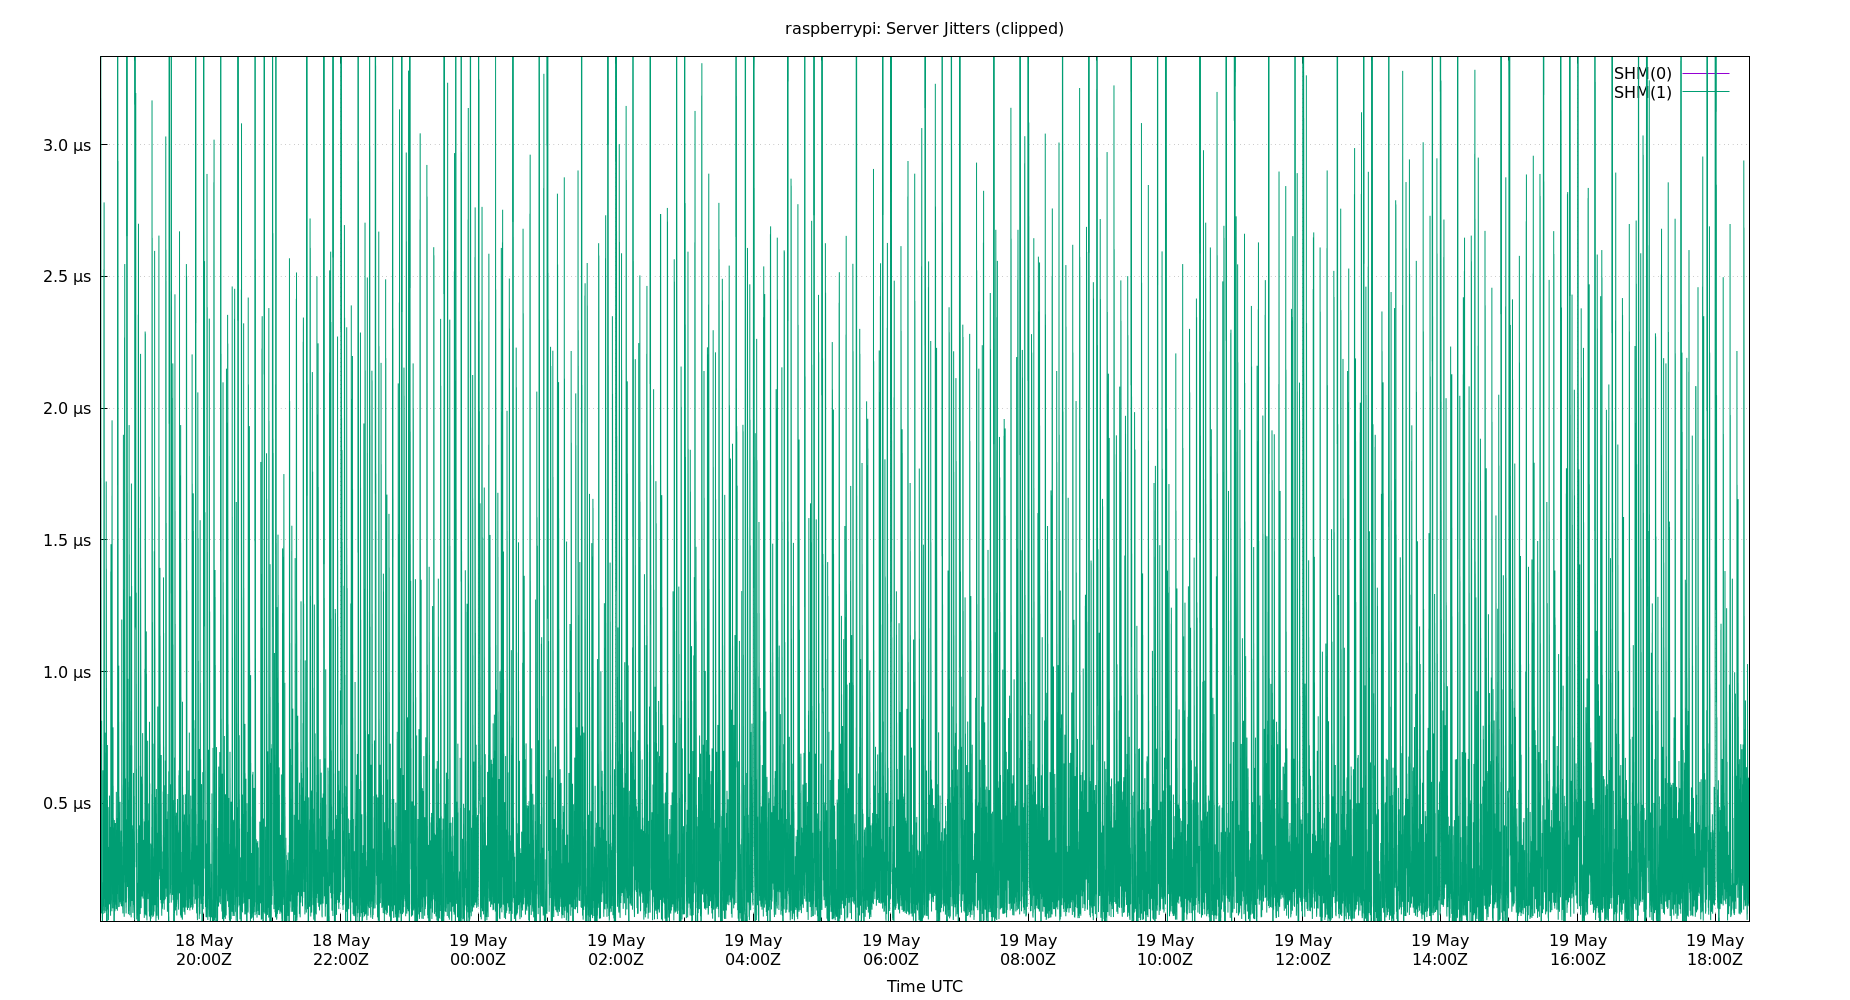 raspberrypi: Server Jitters (clipped)
SHM(0)
SHM(1)
3.0 µs
2.5 µs
2.0 µs
1.5 µs
1.0 µs
0.5 µs
18 May 18 May 19 May 19 May 19 May 19 May 19 May 19 May 19 May 19 May 19 May 19 May
20:00Z 22:00Z 00:00Z 02:00Z 04:00Z 06:00Z 08:00Z 10:00Z 12:00Z 14:00Z 16:00Z 18:00Z
Time UTC